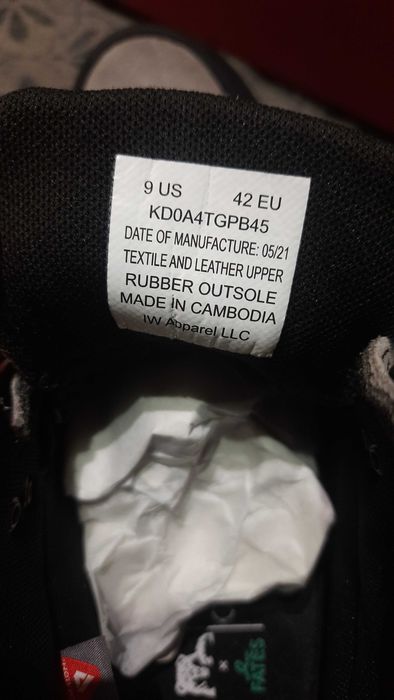 9 US 42 EU
KD0A4TGPB45
DATE OF MANUFACTURE: 05/21
TEXTILE AND LEATHER UPPER
RUBBER OUTSOLE
MADE IN CAMBODIA
IW Apparel LLC
×
PATES